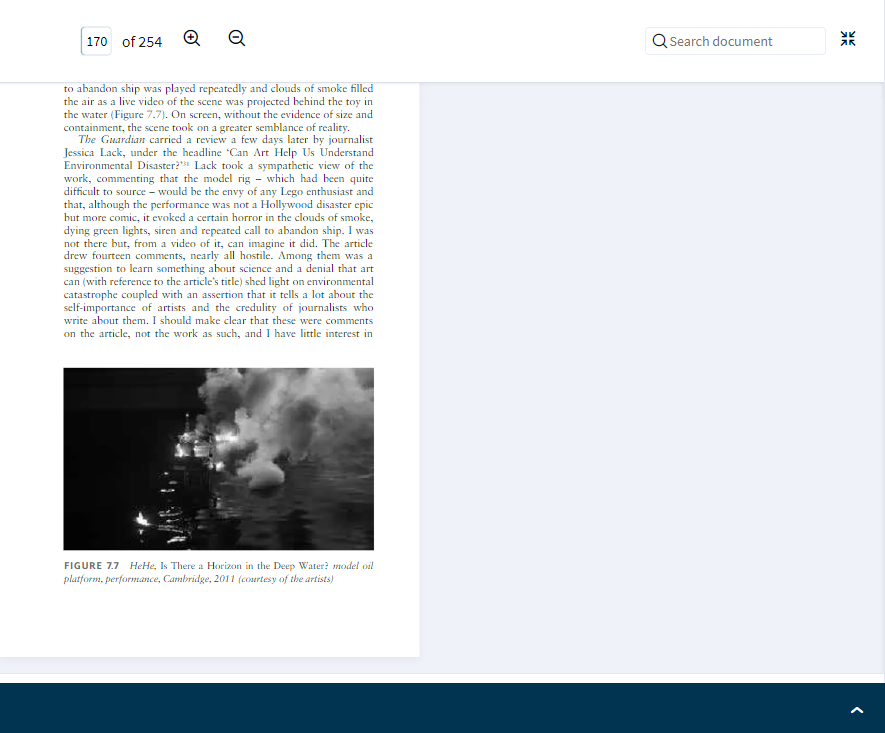 170 of 254 Search document
to abandon ship was played repeatedly and clouds of smoke filled
the air as a live video of the scene was projected behind the toy in
the water (Figure 7.7). On screen, without the evidence of size and
containment, the scene took on a greater semblance of reality.
The Guardian carried a review a few days later by journalist
Jessica Lack, under the headline ‘Can Art Help Us Understand
Environmental Disaster?’³¹ Lack took a sympathetic view of the
work, commenting that the model rig – which had been quite
difficult to source – would be the envy of any Lego enthusiast and
that, although the performance was not a Hollywood disaster epic
but more comic, it evoked a certain horror in the clouds of smoke,
dying green lights, siren and repeated call to abandon ship. I was
not there but, from a video of it, can imagine it did. The article
drew fourteen comments, nearly all hostile. Among them was a
suggestion to learn something about science and a denial that art
can (with reference to the article’s title) shed light on environmental
catastrophe coupled with an assertion that it tells a lot about the
self-importance of artists and the credulity of journalists who
write about them. I should make clear that these were comments
on the article, not the work as such, and I have little interest in
FIGURE 7.7 HeHe, Is There a Horizon in the Deep Water? model oil
platform, performance, Cambridge, 2011 (courtesy of the artists)